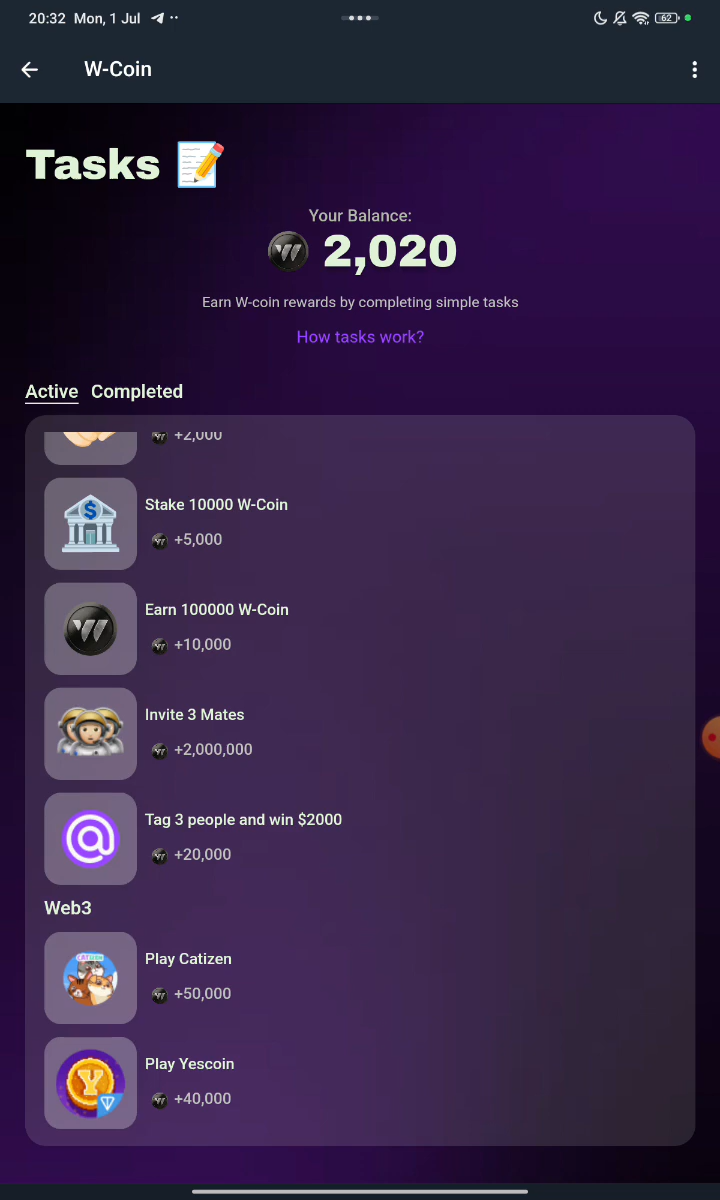 20:32 Mon, 1 Jul
62
W-Coin
Tasks
Your Balance:
2,020
Earn W-coin rewards by completing simple tasks
How tasks work?
Active Completed
+2,000
Stake 10000 W-Coin
+5,000
Earn 100000 W-Coin
+10,000
Invite 3 Mates
+2,000,000
Tag 3 people and win $2000
+20,000
Web3
CATIZEN
Play Catizen
+50,000
Play Yescoin
+40,000